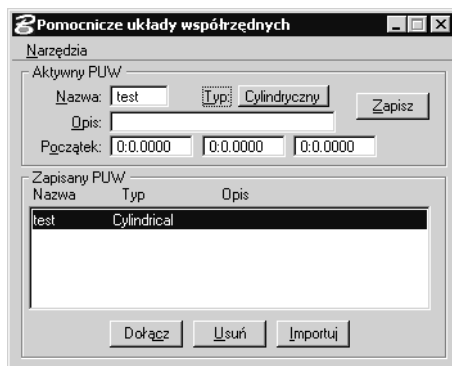 Pomocnicze układy współrzędnych
Narzędzia
Aktywny PUW
Nazwa: test Typ: Cylindryczny Zapisz
Opis:
Początek: 0:0.0000 0:0.0000 0:0.0000
Zapisany PUW
Nazwa Typ Opis
test Cylindrical
Dołącz Usuń Importuj